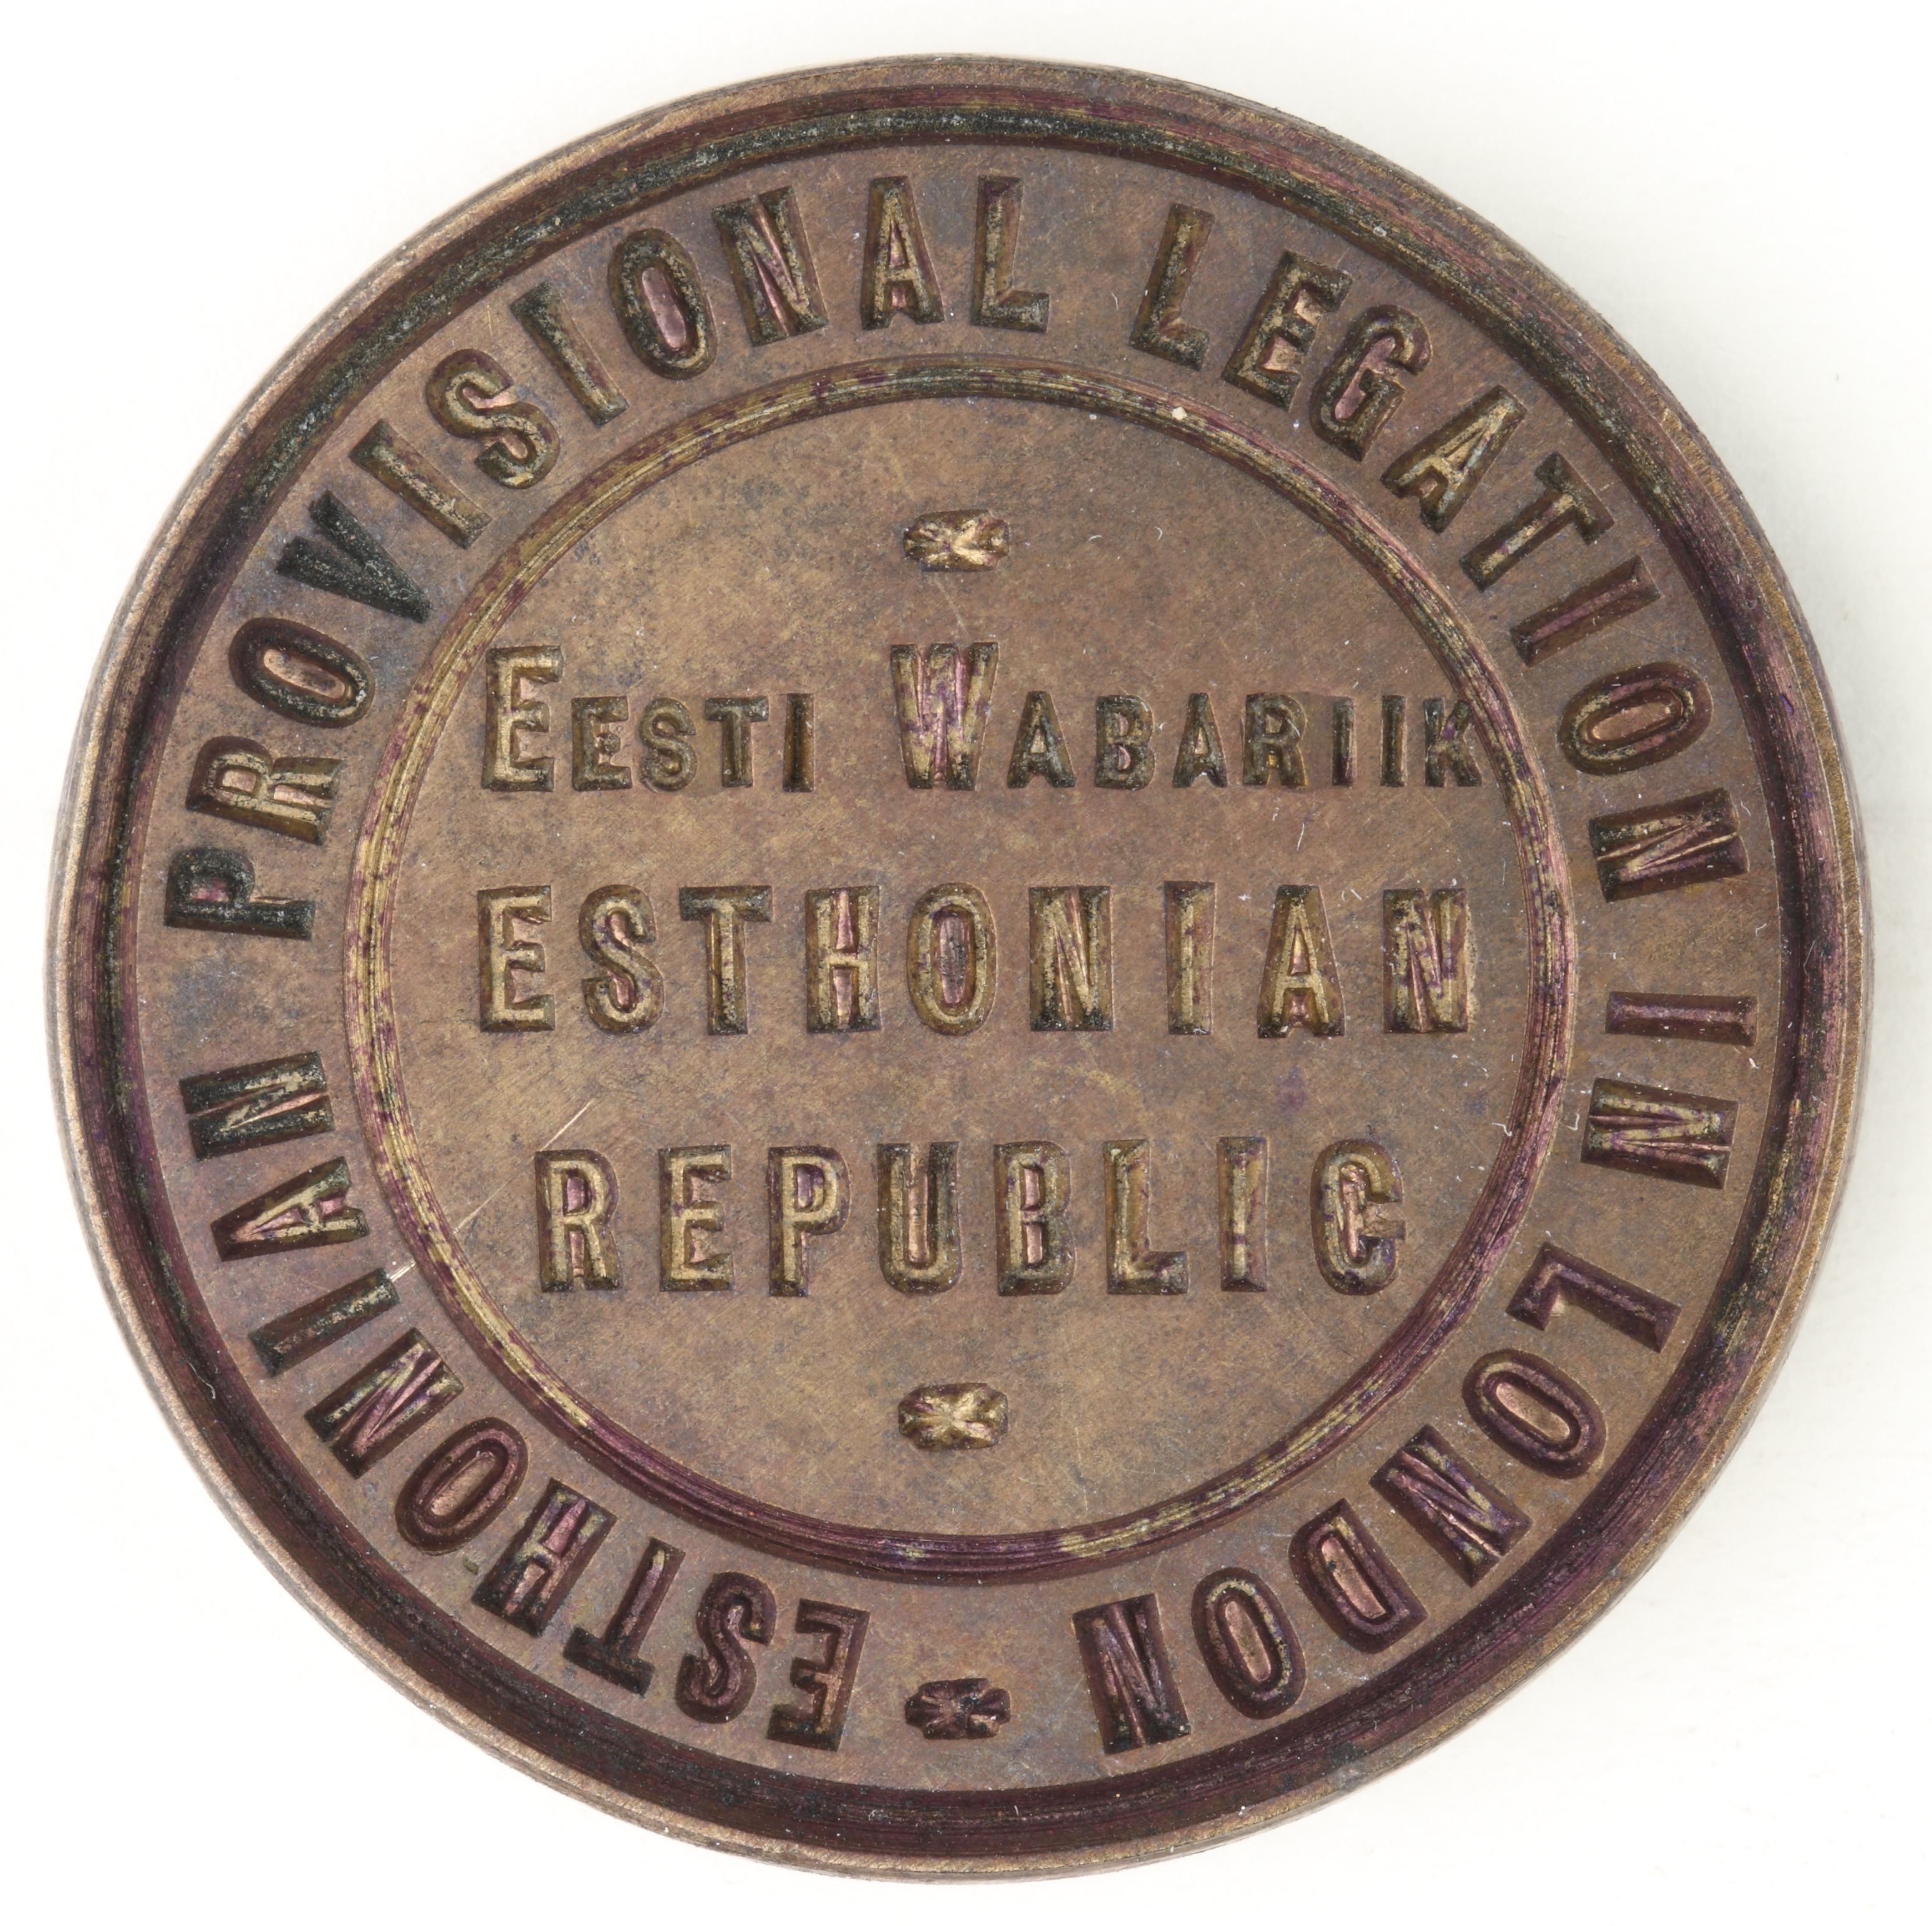 ESTHONIAN PROVISIONAL LEGATION IN LONDON
EESTI WABARIIK
ESTHONIAN
REPUBLIC